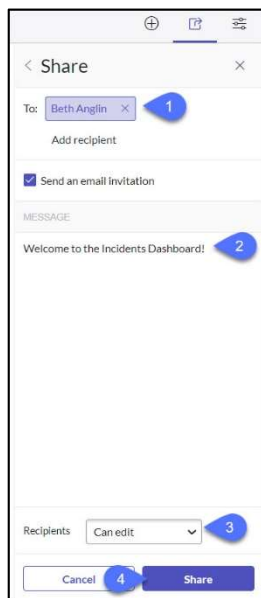 Share
To: Beth Anglin × 1
Add recipient
Send an email invitation
MESSAGE
Welcome to the Incidents Dashboard! 2
Recipients Can edit 3
Cancel 4 Share